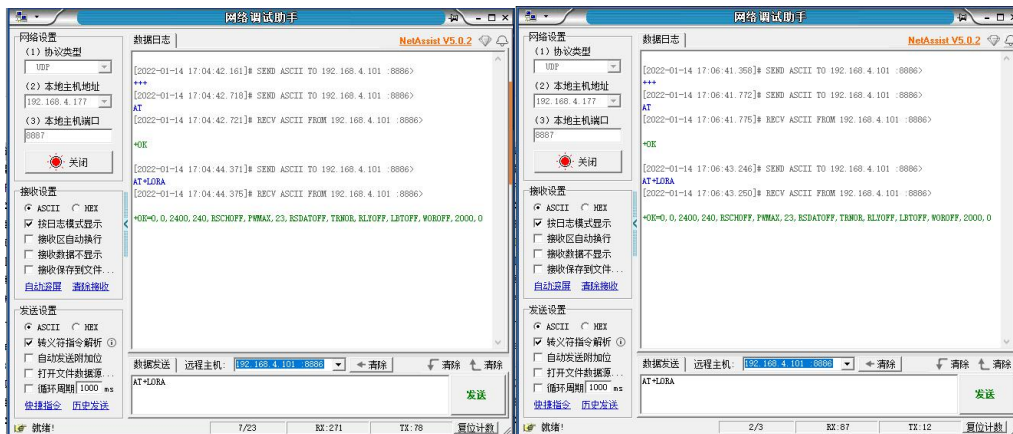 网络调试助手
网络设置
(1) 协议类型
UDP
(2) 本地主机地址
192.168.4.177
(3) 本地主机端口
8887
关闭
接收设置
ASCII HEX
按日志模式显示
接收区自动换行
接收数据不显示
接收保存到文件...
自动滚屏 清除接收
发送设置
ASCII HEX
转义符指令解析
自动发送附加位
打开文件数据源...
循环周期 1000 ms
快捷指令 历史发送
数据日志
NetAssist V5.0.2
[2022-01-14 17:04:42.161]# SEND ASCII TO 192.168.4.101 :8886>
+++
[2022-01-14 17:04:42.718]# SEND ASCII TO 192.168.4.101 :8886>
AT
[2022-01-14 17:04:42.721]# RECV ASCII FROM 192.168.4.101 :8886>
+OK
[2022-01-14 17:04:44.371]# SEND ASCII TO 192.168.4.101 :8886>
AT+LORA
[2022-01-14 17:04:44.375]# RECV ASCII FROM 192.168.4.101 :8886>
+OK=0,0,2400,240,RSCHOFF,PWMAX,23,RSDATOFF,TRNOR,RLYOFF,LBTOFF,WOROFF,2000,0
数据发送 远程主机: 192.168.4.101 :8886 清除 清除 清除
AT+LORA
发送
就绪! 7/23 RX:271 TX:78 复位计数
网络调试助手
网络设置
(1) 协议类型
UDP
(2) 本地主机地址
192.168.4.177
(3) 本地主机端口
8887
关闭
接收设置
ASCII HEX
按日志模式显示
接收区自动换行
接收数据不显示
接收保存到文件...
自动滚屏 清除接收
发送设置
ASCII HEX
转义符指令解析
自动发送附加位
打开文件数据源...
循环周期 1000 ms
快捷指令 历史发送
数据日志
NetAssist V5.0.2
[2022-01-14 17:06:41.358]# SEND ASCII TO 192.168.4.101 :8886>
+++
[2022-01-14 17:06:41.772]# SEND ASCII TO 192.168.4.101 :8886>
AT
[2022-01-14 17:06:41.775]# RECV ASCII FROM 192.168.4.101 :8886>
+OK
[2022-01-14 17:06:43.246]# SEND ASCII TO 192.168.4.101 :8886>
AT+LORA
[2022-01-14 17:06:43.250]# RECV ASCII FROM 192.168.4.101 :8886>
+OK=0,0,2400,240,RSCHOFF,PWMAX,23,RSDATOFF,TRNOR,RLYOFF,LBTOFF,WOROFF,2000,0
数据发送 远程主机: 192.168.4.101 :8886 清除 清除 清除
AT+LORA
发送
就绪! 2/3 RX:87 TX:12 复位计数